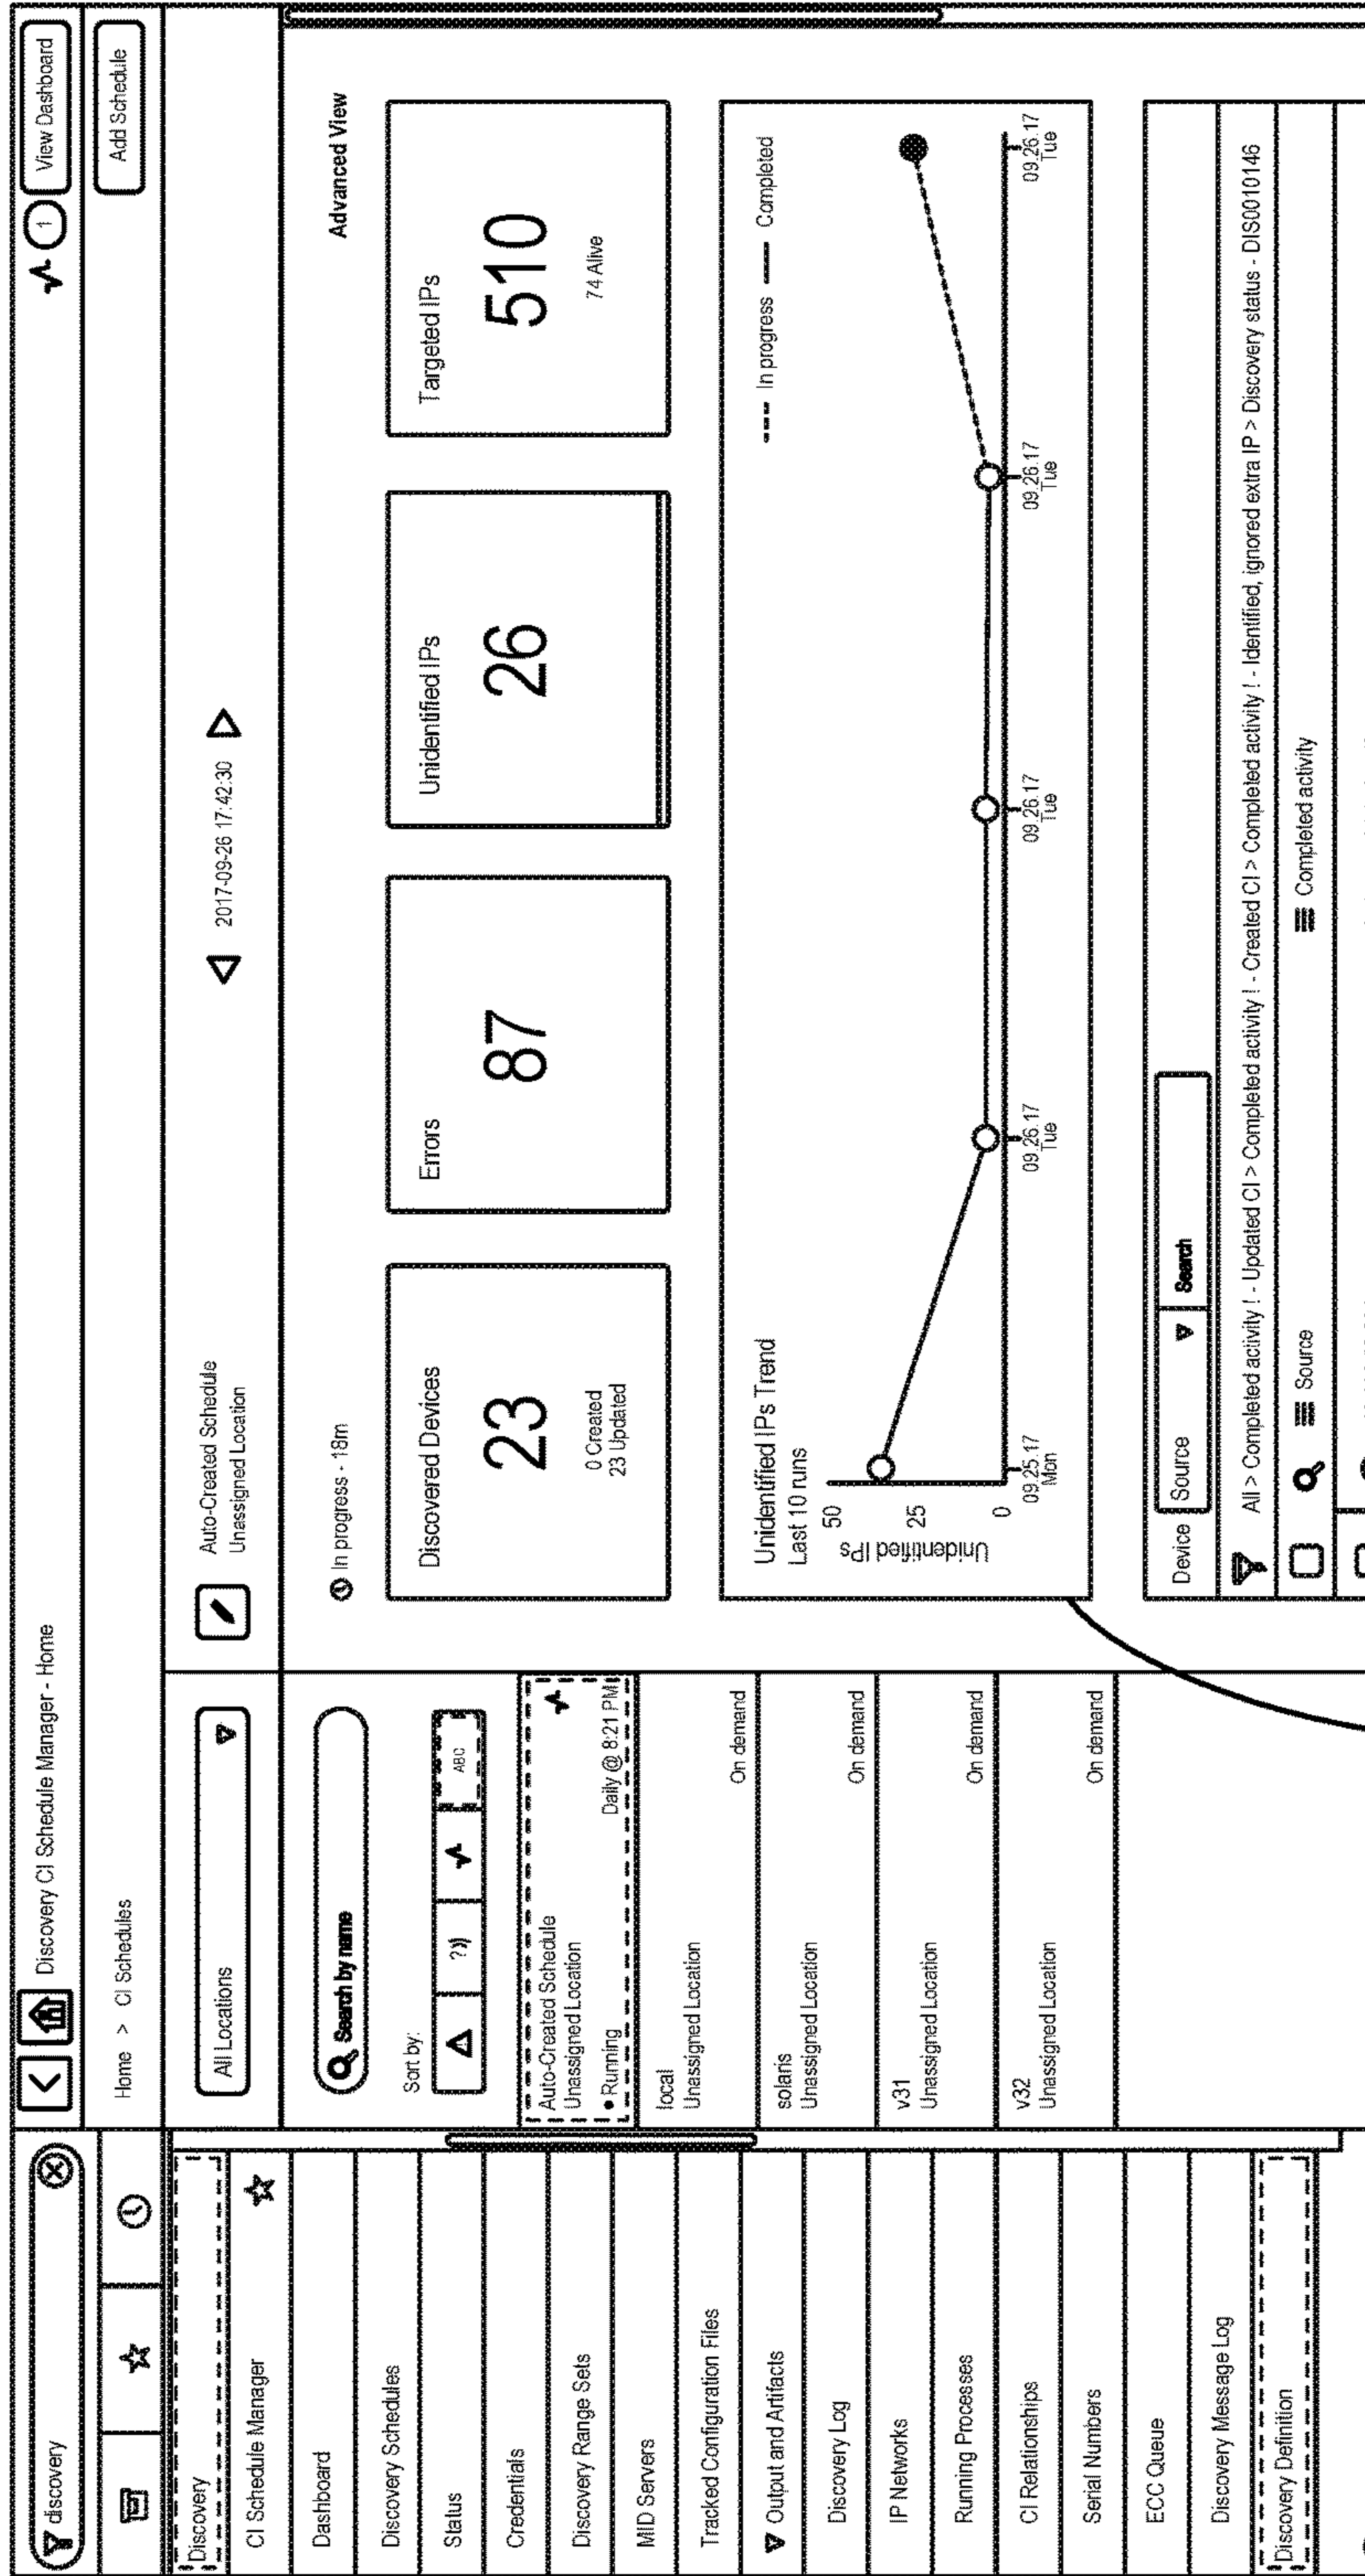 discovery
Discovery CI Schedule Manager - Home
1
View Dashboard
Home > CI Schedules
Add Schedule
Discovery
CI Schedule Manager
Dashboard
Discovery Schedules
Status
Credentials
Discovery Range Sets
MID Servers
Tracked Configuration Files
Output and Artifacts
Discovery Log
IP Networks
Running Processes
CI Relationships
Serial Numbers
ECC Queue
Discovery Message Log
Discovery Definition
All Locations
Search by name
Sort by:
?))
ABC
Auto-Created Schedule
Unassigned Location
• Running
Daily @ 8:21 PM
local
Unassigned Location
On demand
solaris
Unassigned Location
On demand
v31
Unassigned Location
On demand
v32
Unassigned Location
On demand
Auto-Created Schedule
Unassigned Location
2017-09-26 17:42:30
In progress - 18m
Advanced View
Discovered Devices
23
0 Created
23 Updated
Errors
87
Unidentified IPs
26
Targeted IPs
510
74 Alive
Unidentified IPs Trend
Last 10 runs
In progress
Completed
Unidentified IPs
50
25
0
09.25.17
Mon
09.26.17
Tue
09.26.17
Tue
09.26.17
Tue
09.26.17
Tue
Device
Source
Search
All > Completed activity ! - Updated CI > Completed activity ! - Created CI > Completed activity ! - Identified, ignored extra IP > Discovery status - DIS0010146
Source
Completed activity